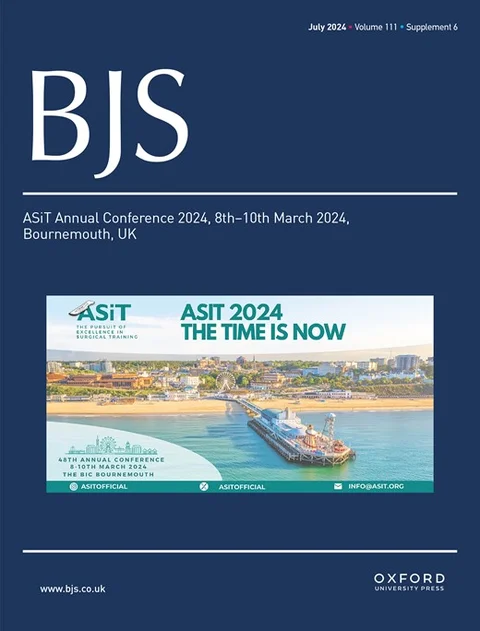 July 2024 • Volume 111 • Supplement 6
BJS
ASiT Annual Conference 2024, 8th–10th March 2024,
Bournemouth, UK
ASiT
THE PURSUIT OF
EXCELLENCE IN
SURGICAL TRAINING
ASIT 2024
THE TIME IS NOW
48TH ANNUAL CONFERENCE
8-10TH MARCH 2024
THE BIC BOURNEMOUTH
ASITOFFICIAL
ASITOFFICIAL
INFO@ASIT.ORG
www.bjs.co.uk
OXFORD
UNIVERSITY PRESS